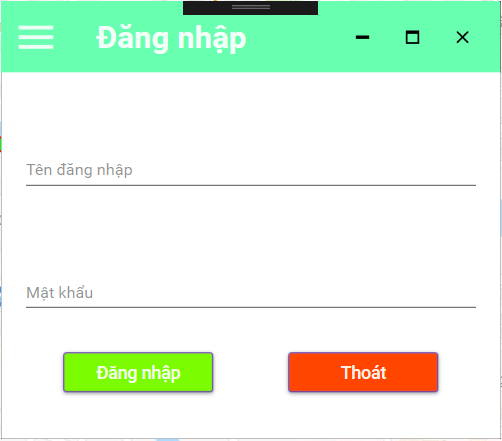 Đăng nhập
Tên đăng nhập
Mật khẩu
Đăng nhập
Thoát